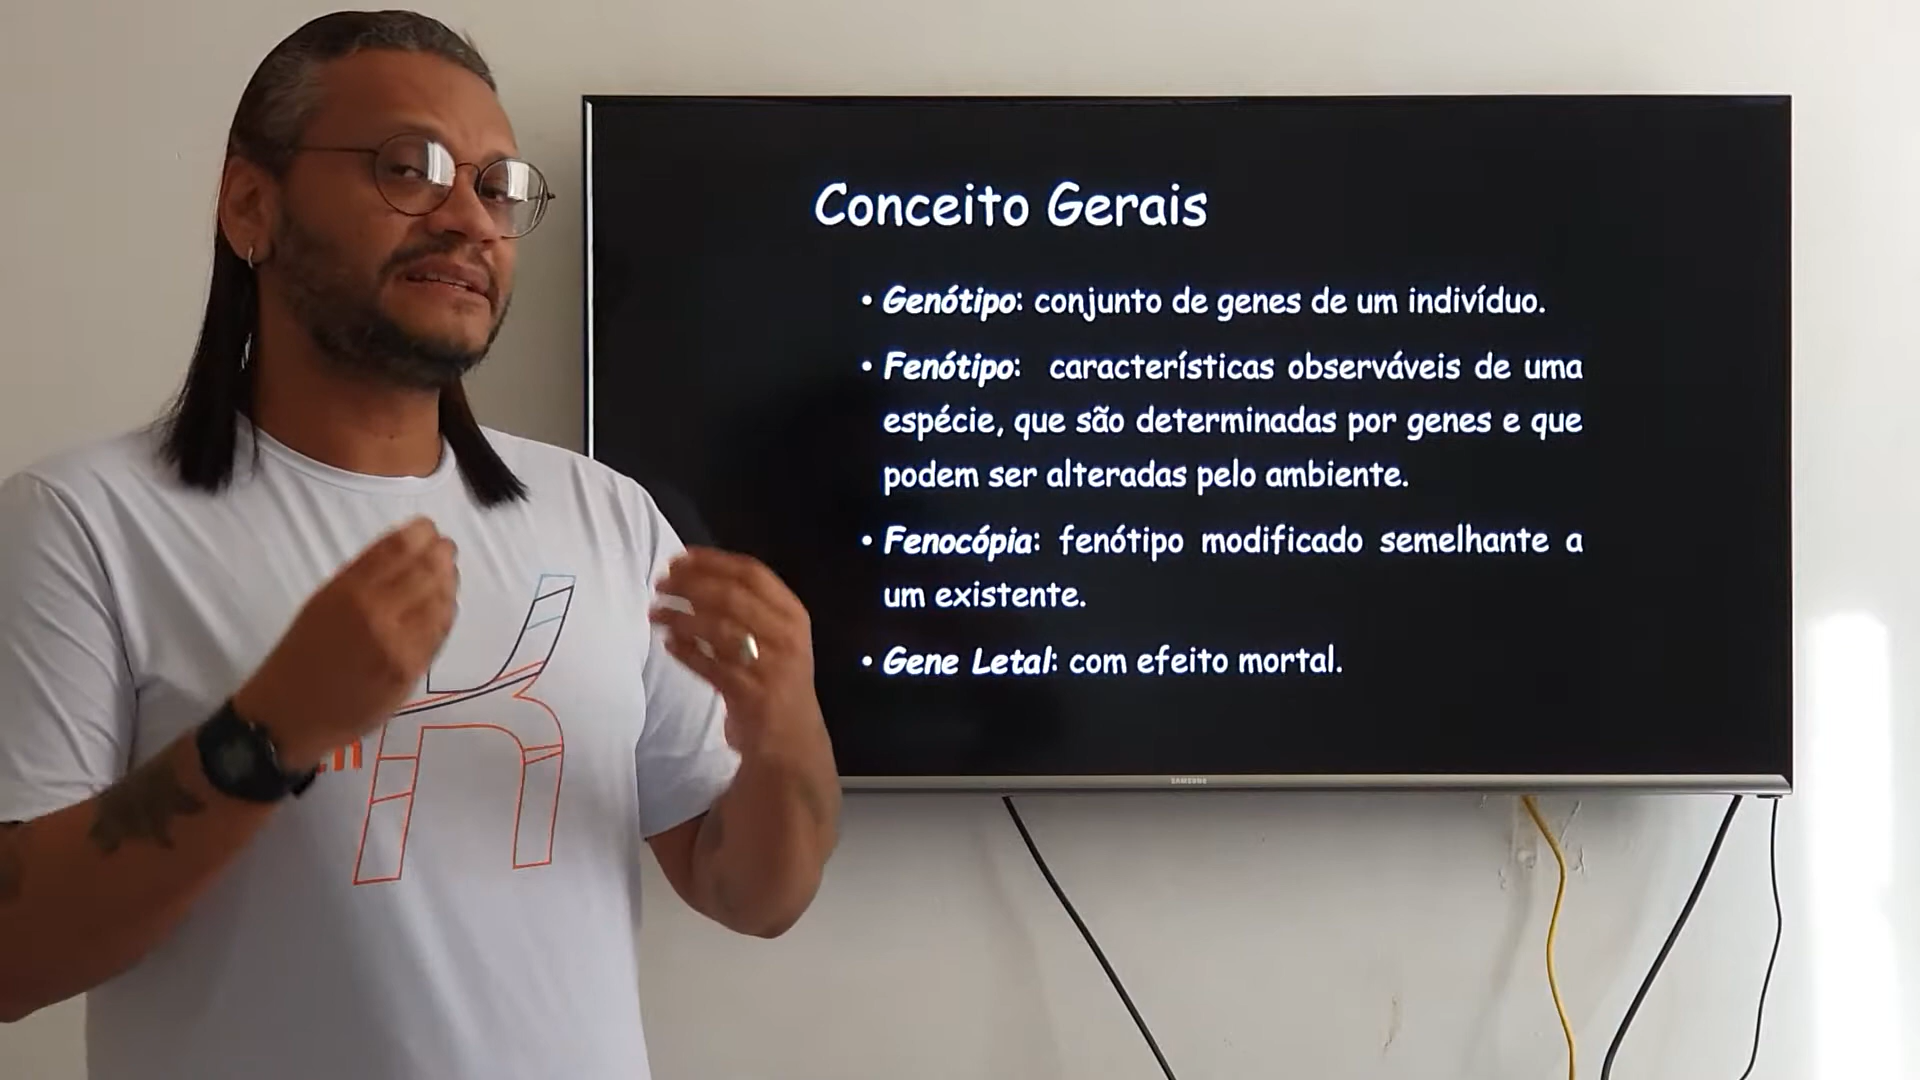 Conceito Gerais
• Genótipo: conjunto de genes de um indivíduo.
• Fenótipo: características observáveis de uma
espécie, que são determinadas por genes e que
podem ser alteradas pelo ambiente.
• Fenocópia: fenótipo modificado semelhante a
um existente.
• Gene Letal: com efeito mortal.
SAMSUNG